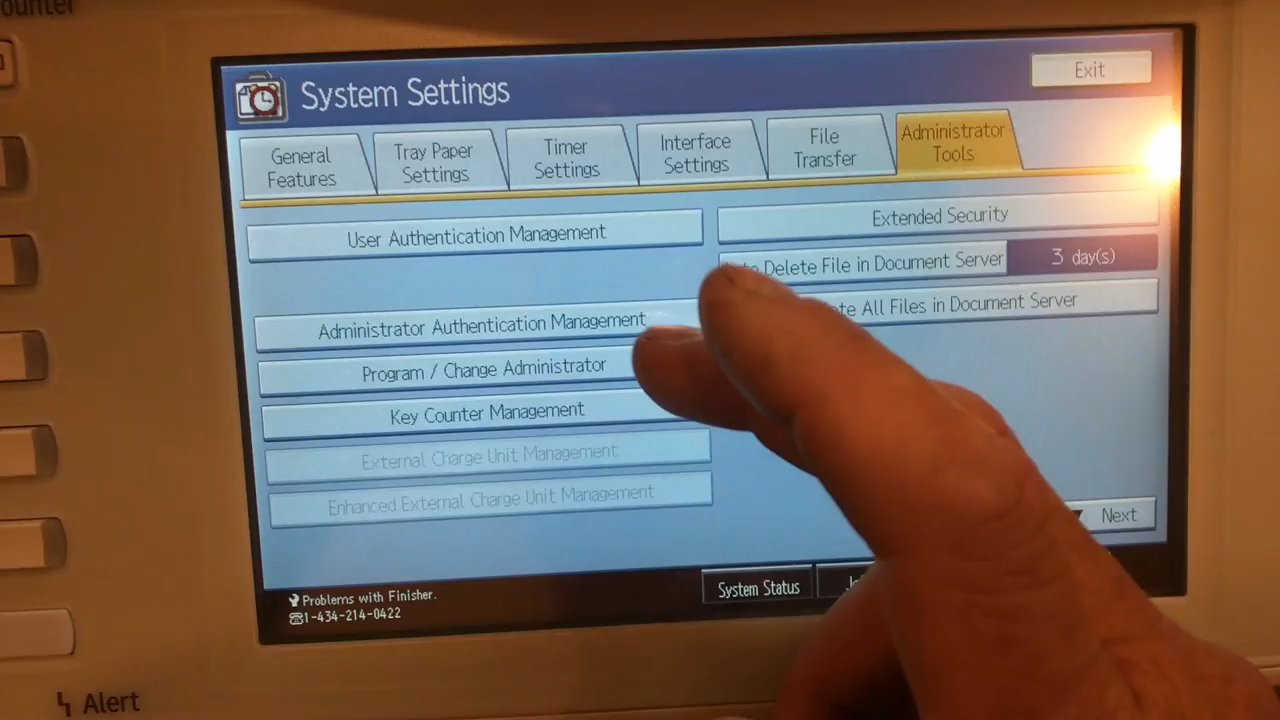 System Settings
Exit
General
Features
Tray Paper
Settings
Timer
Settings
Interface
Settings
File
Transfer
Administrator
Tools
User Authentication Management
Administrator Authentication Management
Program / Change Administrator
Key Counter Management
External Charge Unit Management
Enhanced External Charge Unit Management
Extended Security
Delete File in Document Server
3 day(s)
All Files in Document Server
Next
Problems with Finisher.
1-434-214-0422
System Status
Alert